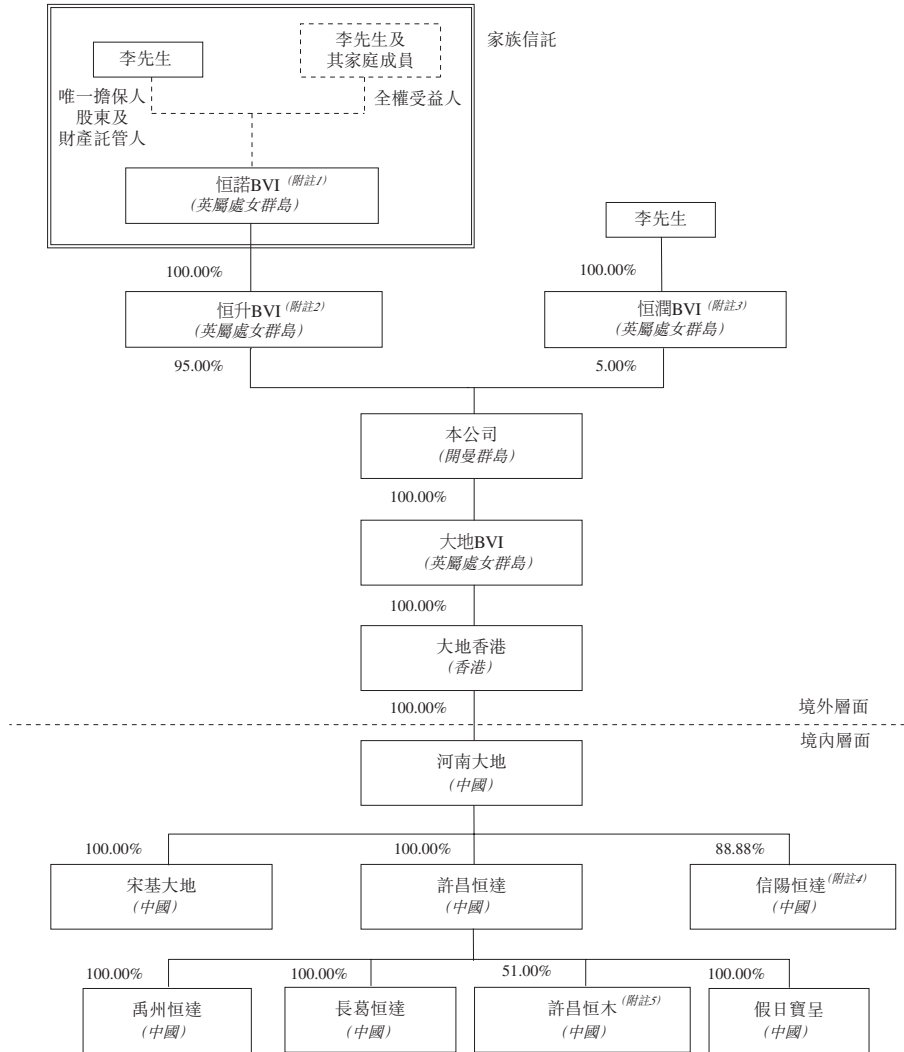 家族信託
李先生
李先生及
其家庭成員
唯一擔保人
股東及
財產託管人
全權受益人
恒諾BVI (附註1)
(英屬處女群島)
李先生
100.00%
100.00%
恒升BVI (附註2)
(英屬處女群島)
恒潤BVI (附註3)
(英屬處女群島)
95.00%
5.00%
本公司
(開曼群島)
100.00%
大地BVI
(英屬處女群島)
100.00%
大地香港
(香港)
100.00%
境外層面
境內層面
河南大地
(中國)
100.00%
100.00%
88.88%
宋基大地
(中國)
許昌恒達
(中國)
信陽恒達 (附註4)
(中國)
100.00%
100.00%
51.00%
100.00%
禹州恒達
(中國)
長葛恒達
(中國)
許昌恒木 (附註5)
(中國)
假日寶呈
(中國)